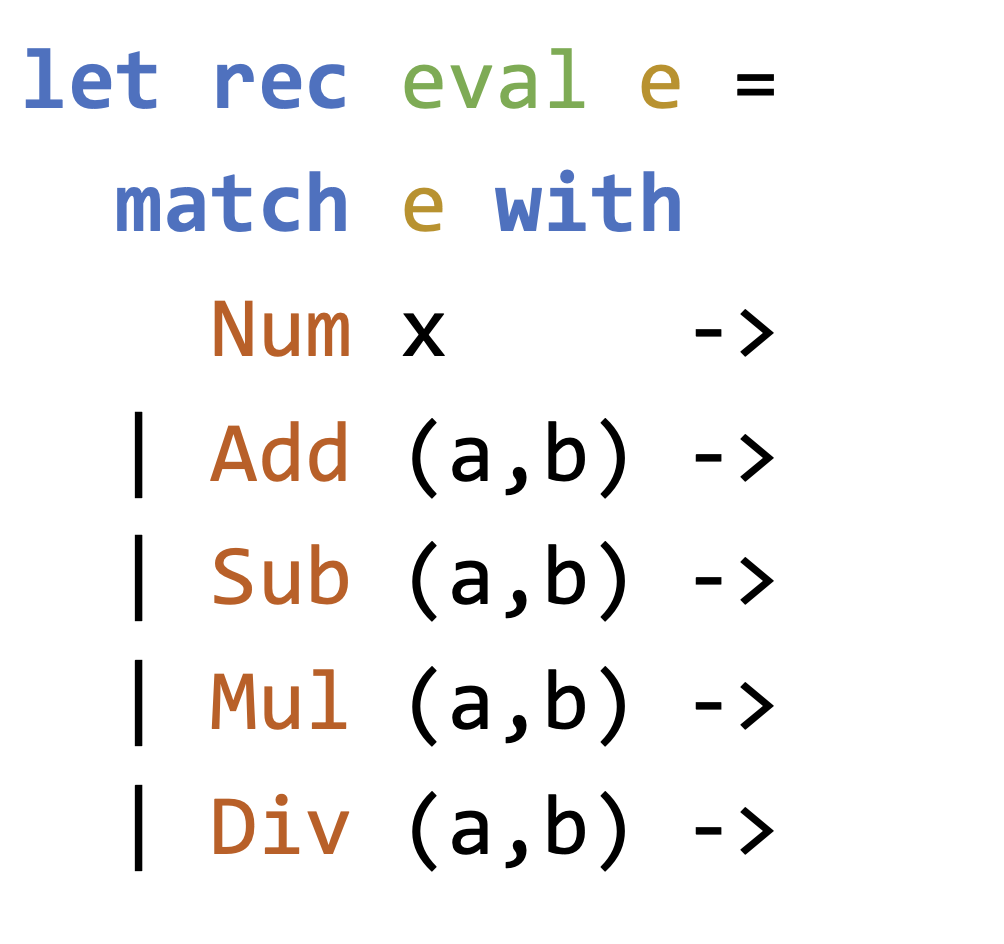 let rec eval e =
  match e with
    Num x     ->
  | Add (a,b) ->
  | Sub (a,b) ->
  | Mul (a,b) ->
  | Div (a,b) ->